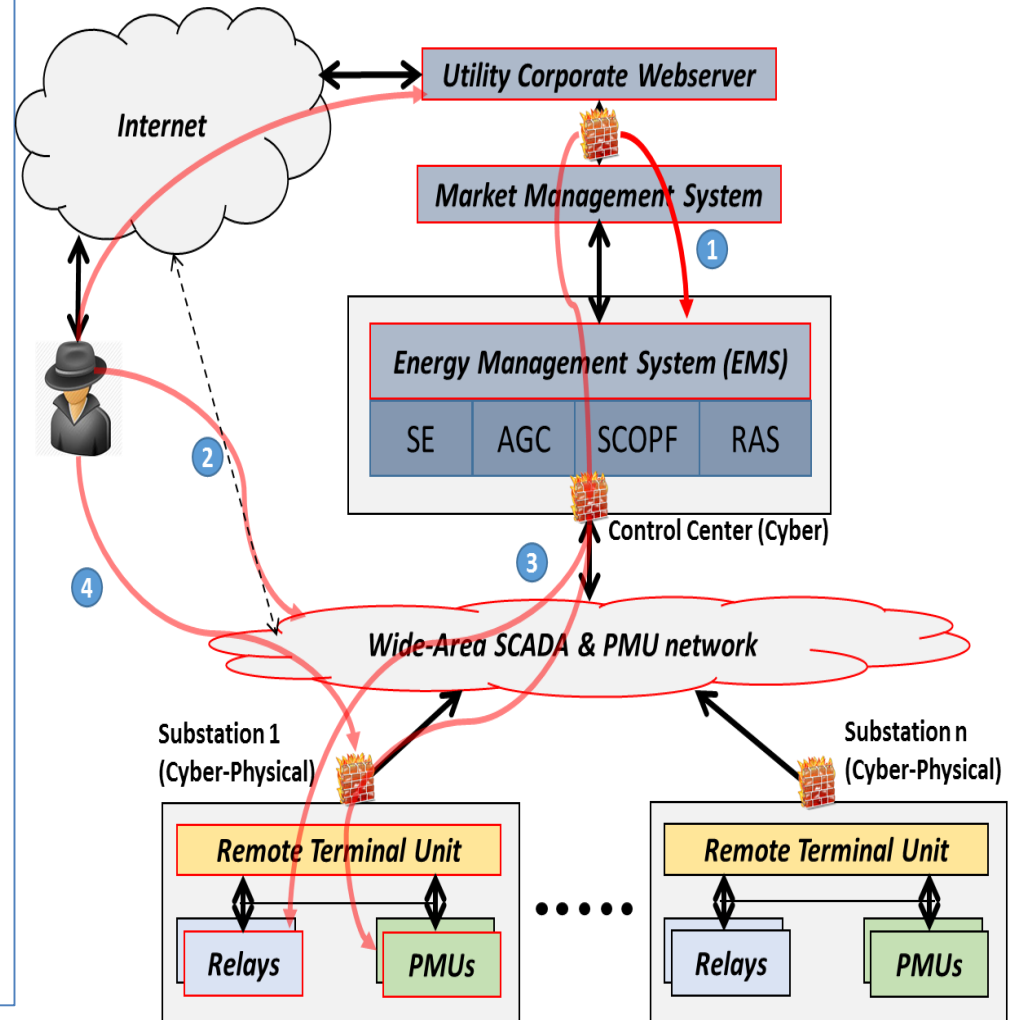 Utility Corporate Webserver
Internet
Market Management System
1
Energy Management System (EMS)
SE
AGC
SCOPF
RAS
2
Control Center (Cyber)
3
4
Wide-Area SCADA & PMU network
Substation 1
(Cyber-Physical)
Substation n
(Cyber-Physical)
Remote Terminal Unit
Remote Terminal Unit
Relays
PMUs
Relays
PMUs